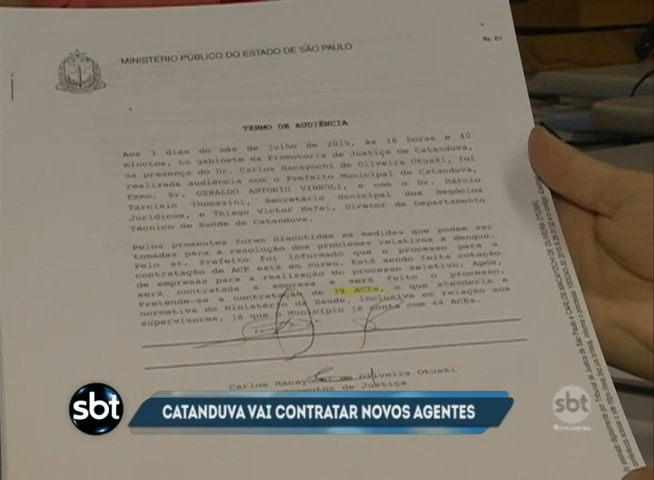 MINISTÉRIO PÚBLICO DO ESTADO DE SÃO PAULO
fls. 61
TERMO DE AUDIÊNCIA
Aos 3 dias do mês de julho de 2015, às 16 horas e 40
minutos, no gabinete da Promotoria de Justiça de Catanduva,
na presença do Dr. Carlos Macayochi de Oliveira Otuski, foi
realizada audiência com o Prefeito Municipal de Catanduva,
Exmo. Sr. GERALDO ANTONIO VINHOLI, e com o Dr. Márcio
Tarcísio Thomazini, Secretário Municipal dos Negócios
Jurídicos, e Thiago Victor Mafei, Diretor de Departamento
Técnico de Saúde de Catanduva.
Pelos presentes foram discutidas as medidas que podem ser
tomadas para a resolução dos problemas relativos à dengue.
Pelo sr. Prefeito foi informado que o processo para a
contratação de ACE está em curso. Está sendo feita cotação
de empresas para a realização do processo seletivo. Após,
será contratada a empresa e será feito o processo.
Pretende-se a contratação de 39 ACEs, o que atenderia a
normativa do Ministério da Saúde, inclusive em relação aos
supervisores, já que o Município já conta com 44 ACEs.
Carlos Macayochi de Oliveira Otuski
Promotor de Justiça
sbt
CATANDUVA VAI CONTRATAR NOVOS AGENTES
sbt